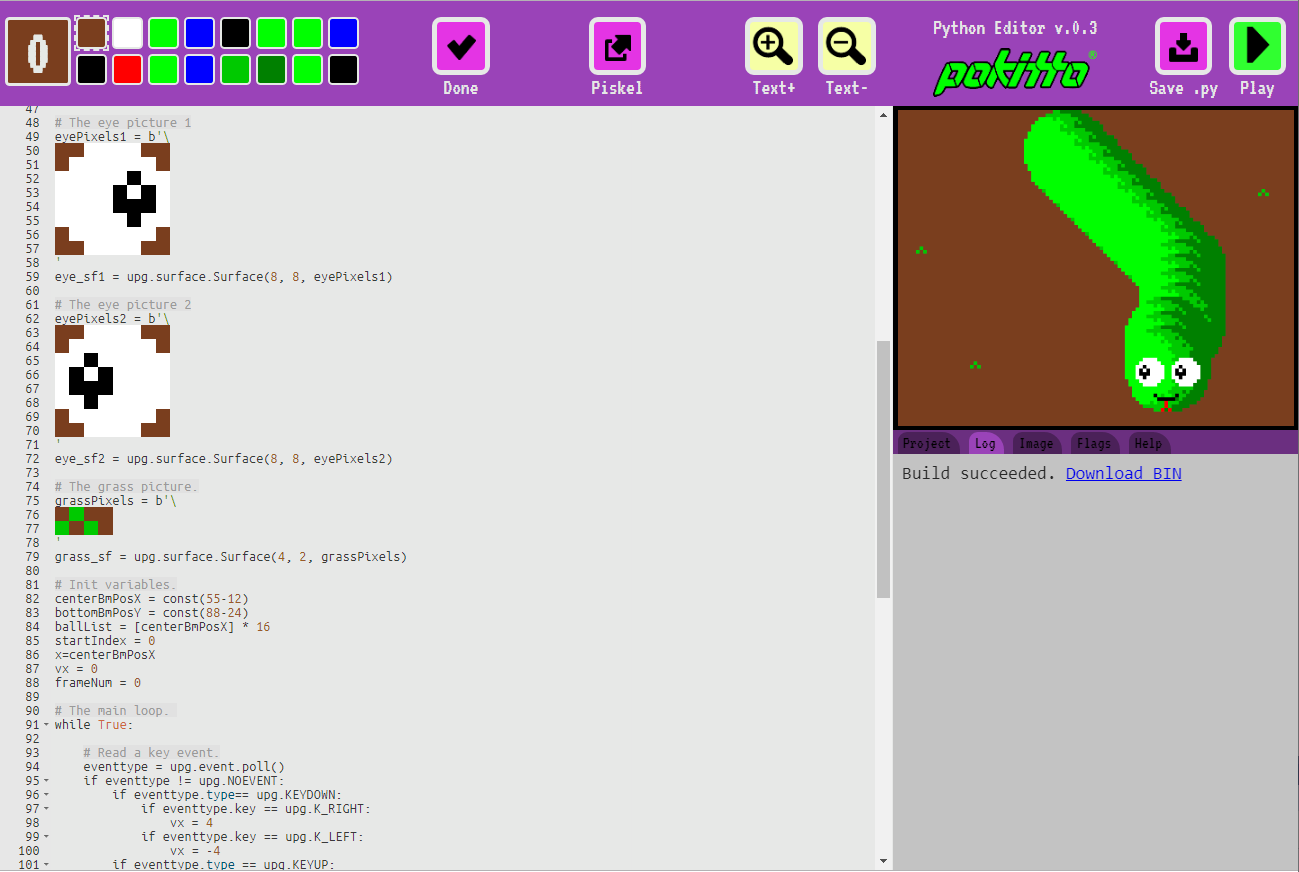 0
Done
Piskel
Text+
Text-
Python Editor v.0.3
pokitto®
Save .py
Play
47
48 # The eye picture 1
49 eyePixels1 = b'\
50
51
52
53
54
55
56
57
58 '
59 eye_sf1 = upg.surface.Surface(8, 8, eyePixels1)
60
61 # The eye picture 2
62 eyePixels2 = b'\
63
64
65
66
67
68
69
70
71 '
72 eye_sf2 = upg.surface.Surface(8, 8, eyePixels2)
73
74 # The grass picture.
75 grassPixels = b'\
76
77
78 '
79 grass_sf = upg.surface.Surface(4, 2, grassPixels)
80
81 # Init variables.
82 centerBmPosX = const(55-12)
83 bottomBmPosY = const(88-24)
84 ballList = [centerBmPosX] * 16
85 startIndex = 0
86 x=centerBmPosX
87 vx = 0
88 frameNum = 0
89
90 # The main loop.
91 while True:
92
93 # Read a key event.
94 eventtype = upg.event.poll()
95 if eventtype != upg.NOEVENT:
96 if eventtype.type== upg.KEYDOWN:
97 if eventtype.key == upg.K_RIGHT:
98 vx = 4
99 if eventtype.key == upg.K_LEFT:
100 vx = -4
101 if eventtype.type == upg.KEYUP:
Project Log Image Flags Help
Build succeeded. Download BIN